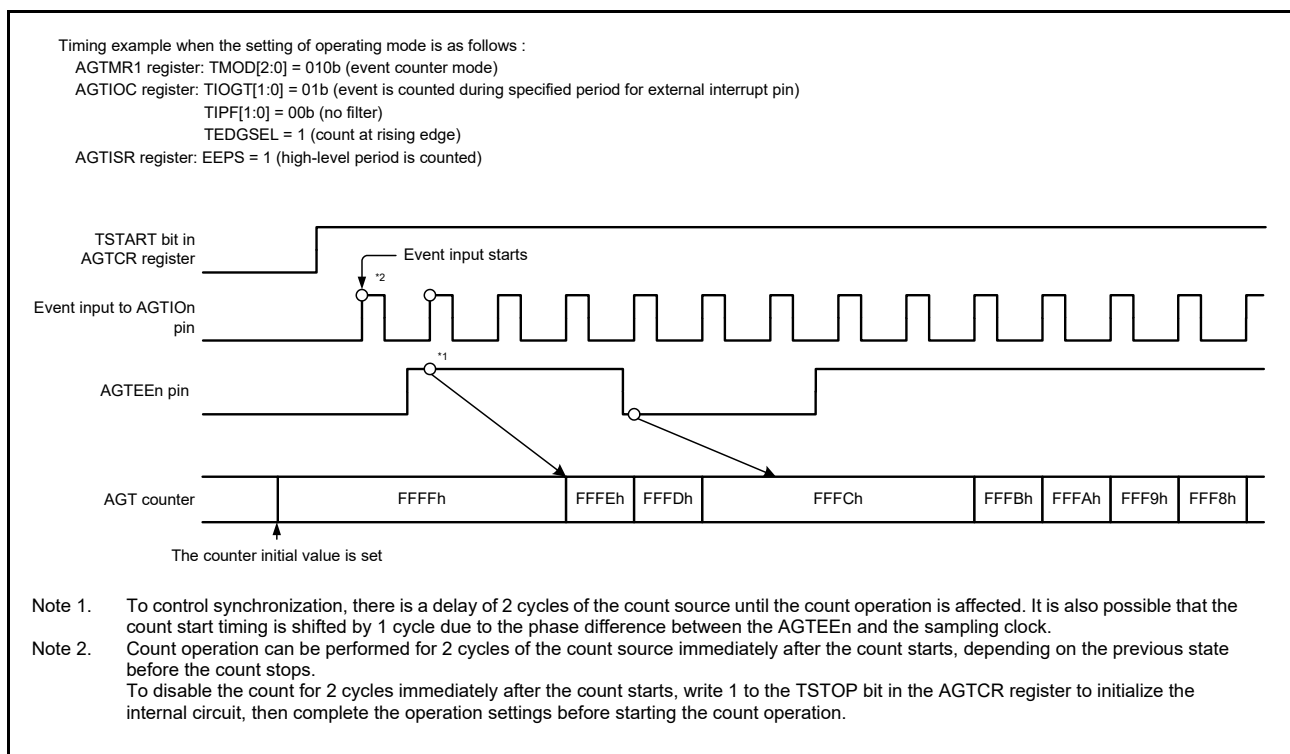 Timing example when the setting of operating mode is as follows :
AGTMR1 register: TMOD[2:0] = 010b (event counter mode)
AGTIOC register: TIOGT[1:0] = 01b (event is counted during specified period for external interrupt pin)
TIPF[1:0] = 00b (no filter)
TEDGSEL = 1 (count at rising edge)
AGTISR register: EEPS = 1 (high-level period is counted)
TSTART bit in
AGTCR register
Event input starts
*2
Event input to AGTIOn
pin
*1
AGTEEn pin
AGT counter
FFFFh
FFFEh
FFFDh
FFFCh
FFFBh
FFFAh
FFF9h
FFF8h
The counter initial value is set
Note 1. To control synchronization, there is a delay of 2 cycles of the count source until the count operation is affected. It is also possible that the
count start timing is shifted by 1 cycle due to the phase difference between the AGTEEn and the sampling clock.
Note 2. Count operation can be performed for 2 cycles of the count source immediately after the count starts, depending on the previous state
before the count stops.
To disable the count for 2 cycles immediately after the count starts, write 1 to the TSTOP bit in the AGTCR register to initialize the
internal circuit, then complete the operation settings before starting the count operation.